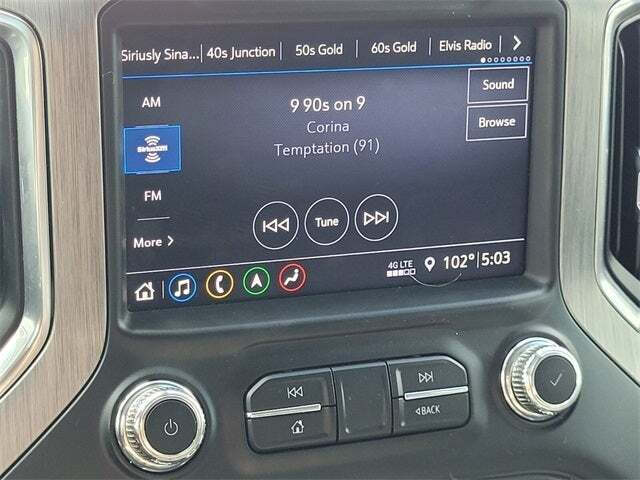 Siriusly Sina... 40s Junction 50s Gold 60s Gold Elvis Radio >
AM
9 90s on 9
Sound
Corina
Browse
SiriusXM
Temptation (91)
FM
Tune
More >
4G LTE
102° 5:03
BACK